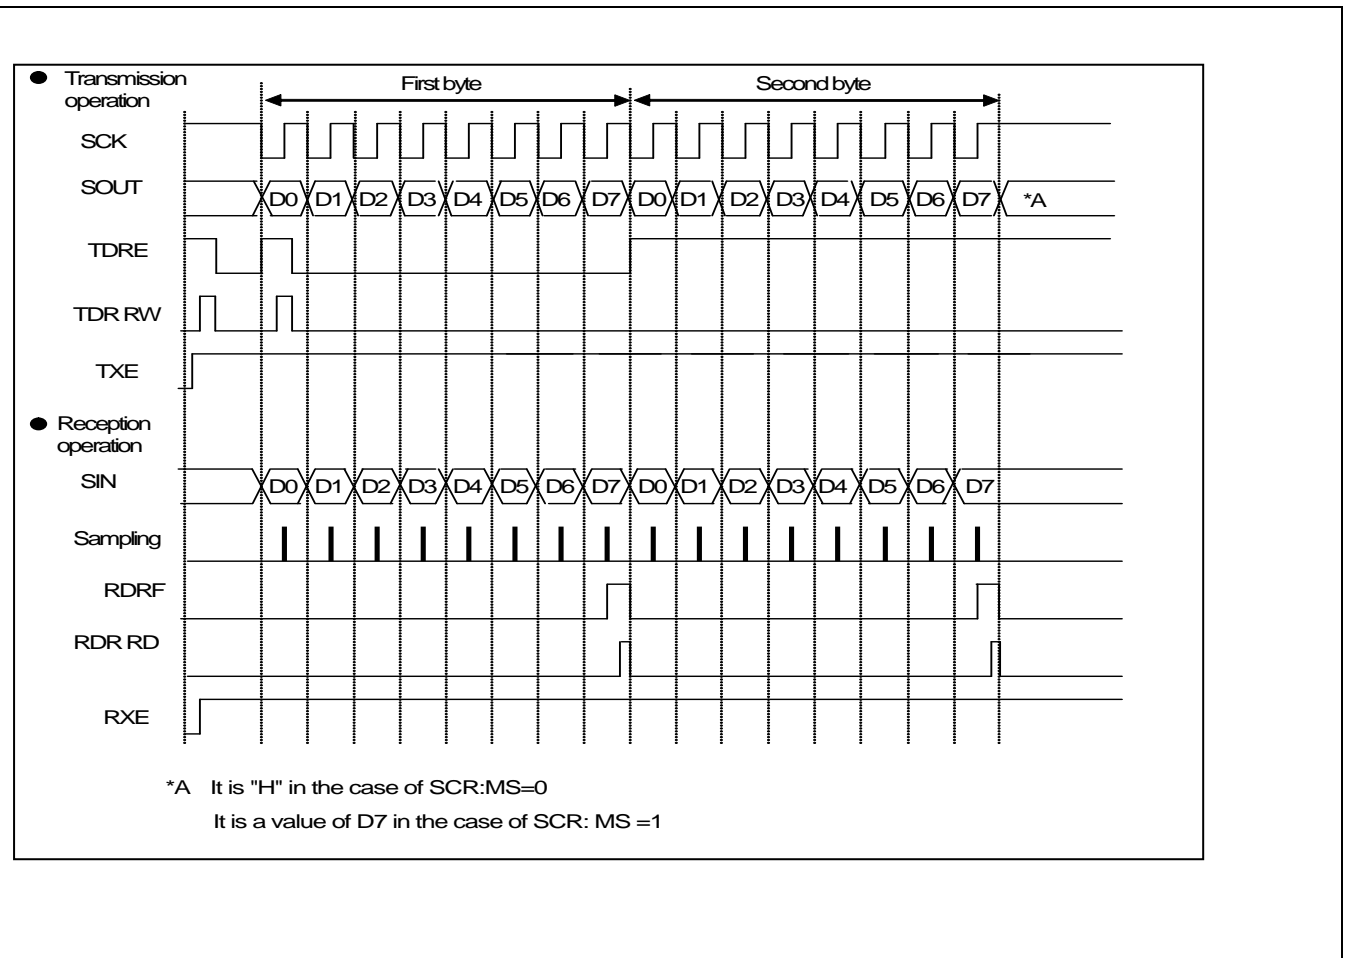 ● Transmission operation
First byte
Second byte
SCK
SOUT D0 D1 D2 D3 D4 D5 D6 D7 D0 D1 D2 D3 D4 D5 D6 D7 *A
TDRE
TDR RW
TXE
● Reception operation
SIN D0 D1 D2 D3 D4 D5 D6 D7 D0 D1 D2 D3 D4 D5 D6 D7
Sampling
RDRF
RDR RD
RXE
*A It is "H" in the case of SCR:MS=0
It is a value of D7 in the case of SCR: MS =1